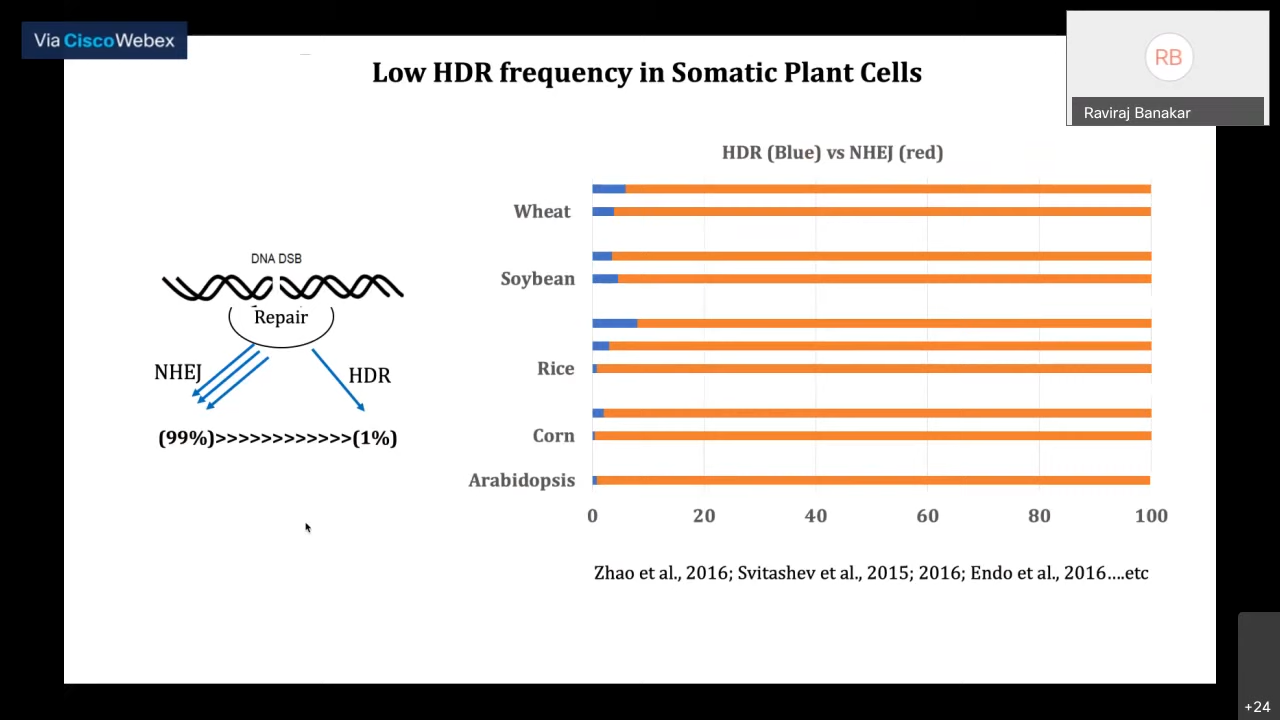 Via CiscoWebex
Low HDR frequency in Somatic Plant Cells
RB
Raviraj Banakar
DNA DSB
Repair
NHEJ
HDR
(99%)>>>>>>>>>>>>(1%)
HDR (Blue) vs NHEJ (red)
Wheat
Soybean
Rice
Corn
Arabidopsis
0 20 40 60 80 100
Zhao et al., 2016; Svitashev et al., 2015; 2016; Endo et al., 2016....etc
+24